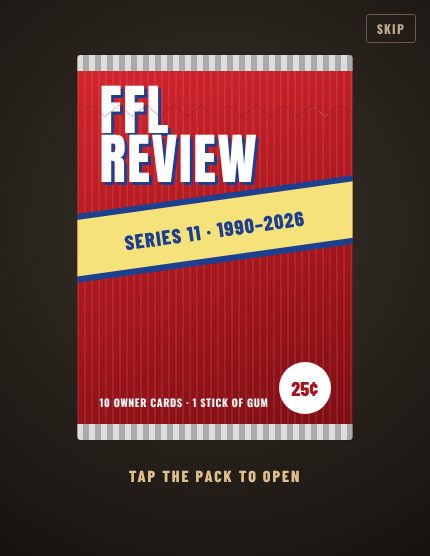 SKIP
FFL
REVIEW
SERIES 11 · 1990–2026
25¢
10 OWNER CARDS · 1 STICK OF GUM
TAP THE PACK TO OPEN